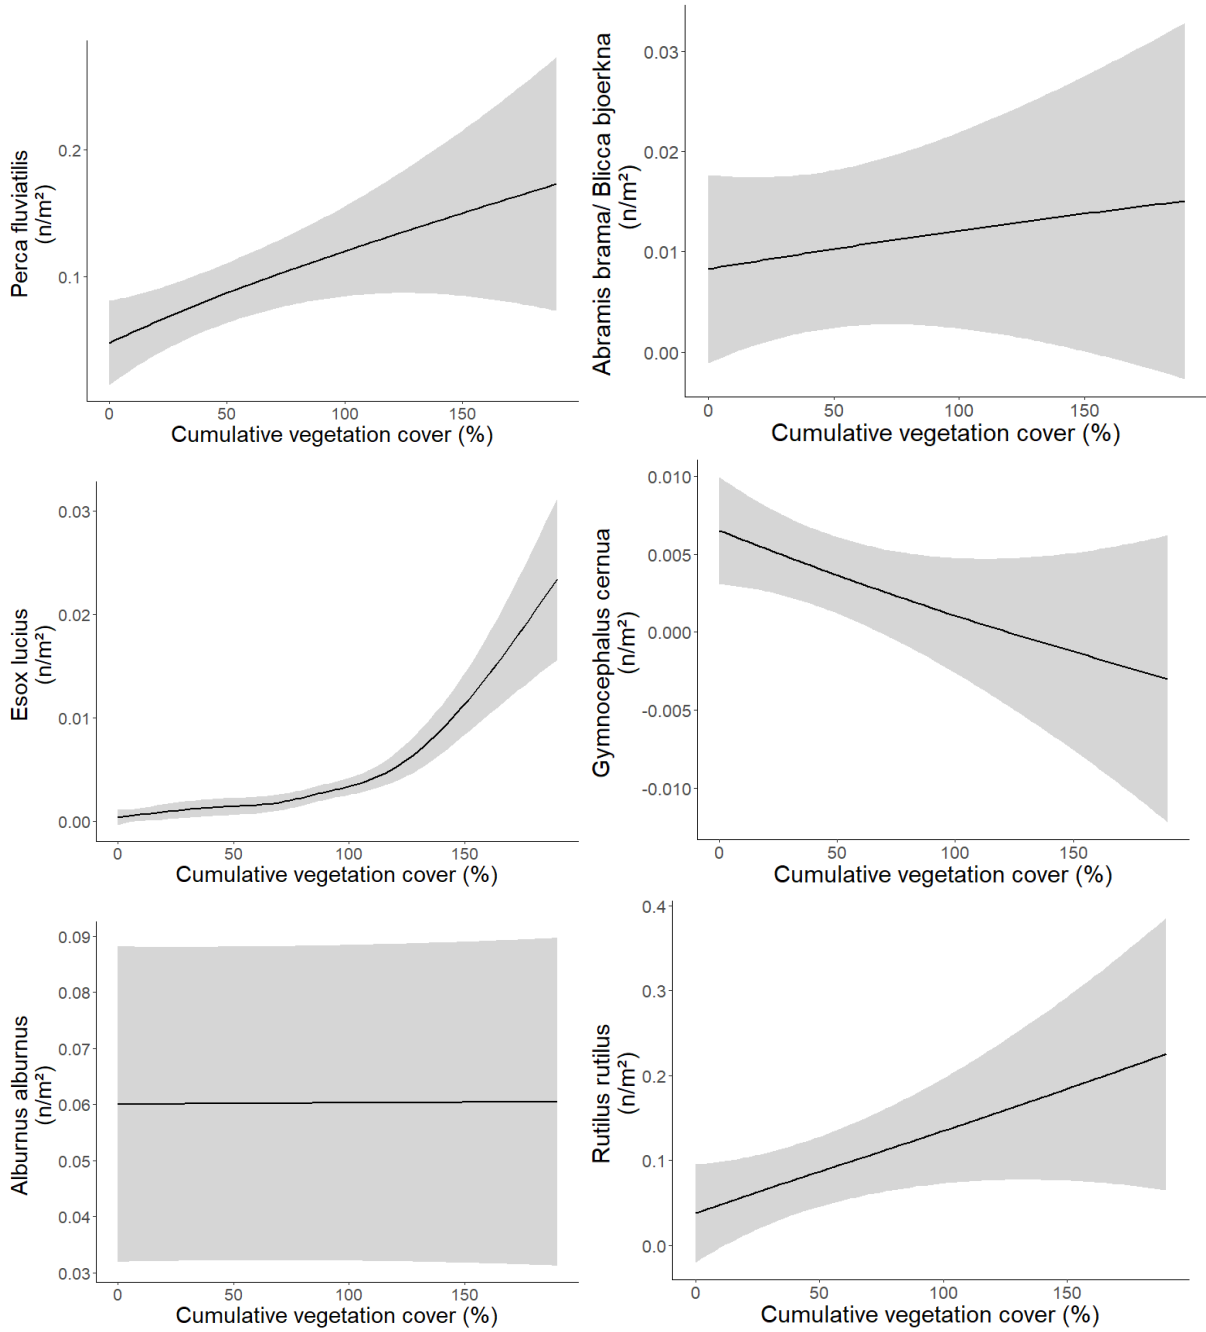 Perca fluviatilis
(n/m²)
0.2
0.1
0 50 100 150
Cumulative vegetation cover (%)
Abramis brama/ Blicca bjoerkna
(n/m²)
0.03
0.02
0.01
0.00
0 50 100 150
Cumulative vegetation cover (%)
Esox lucius
(n/m²)
0.03
0.02
0.01
0.00
0 50 100 150
Cumulative vegetation cover (%)
Gymnocephalus cernua
(n/m²)
0.010
0.005
0.000
-0.005
-0.010
0 50 100 150
Cumulative vegetation cover (%)
Alburnus alburnus
(n/m²)
0.09
0.08
0.07
0.06
0.05
0.04
0.03
0 50 100 150
Cumulative vegetation cover (%)
Rutilus rutilus
(n/m²)
0.4
0.3
0.2
0.1
0.0
0 50 100 150
Cumulative vegetation cover (%)